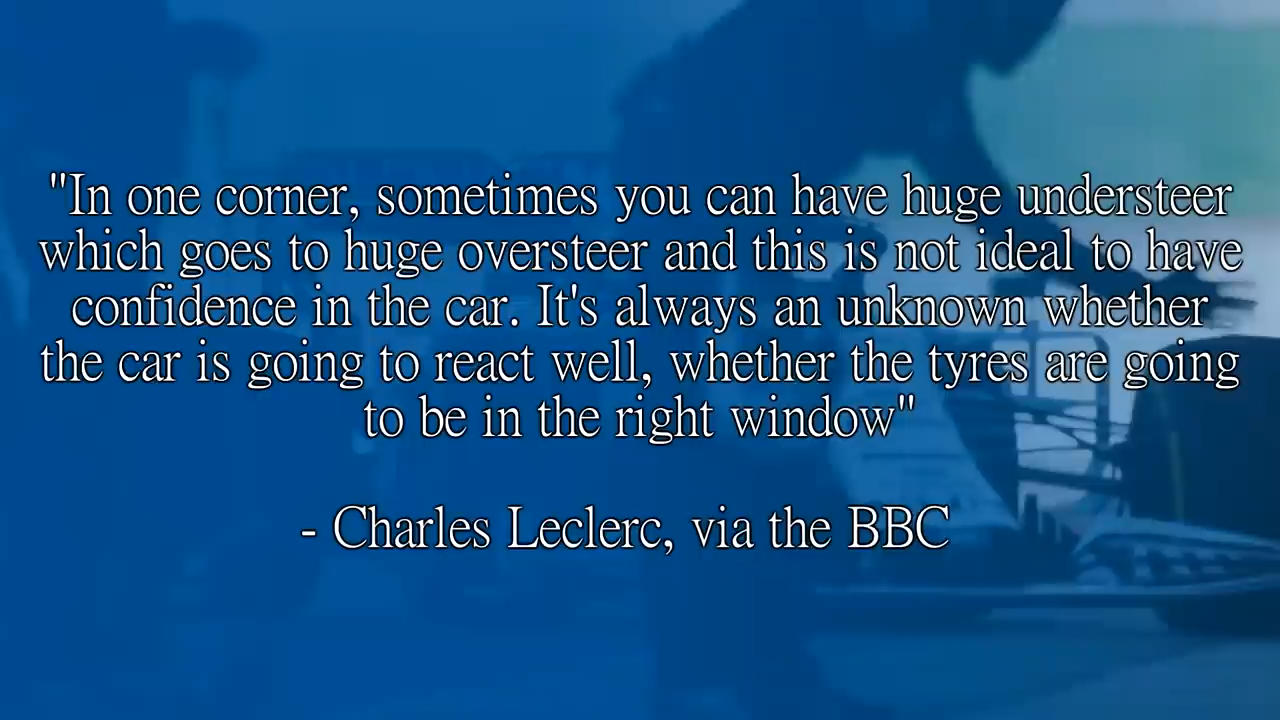 "In one corner, sometimes you can have huge understeer
which goes to huge oversteer and this is not ideal to have
confidence in the car. It's always an unknown whether
the car is going to react well, whether the tyres are going
to be in the right window"
- Charles Leclerc, via the BBC